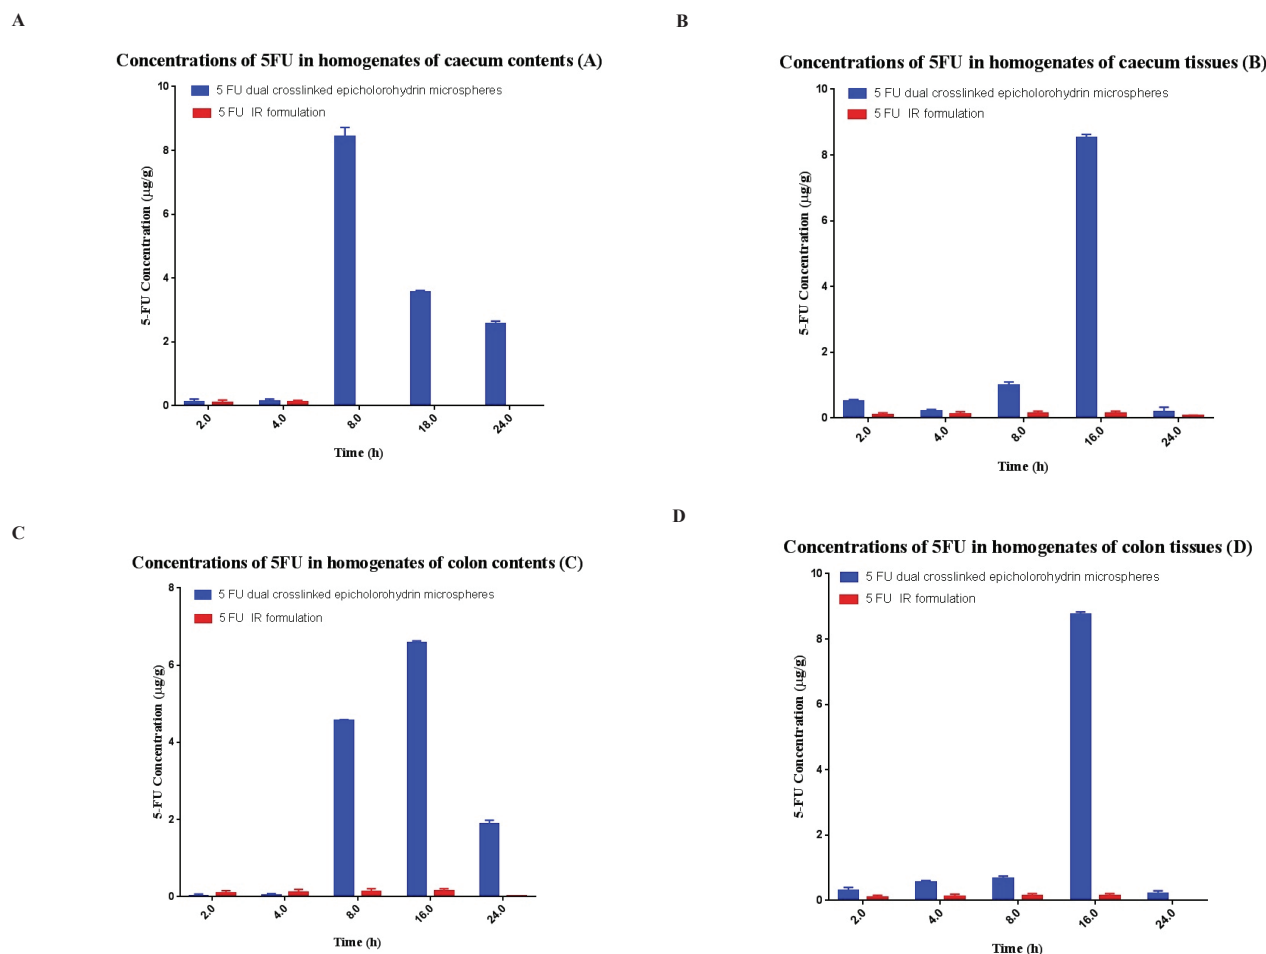 A
Concentrations of 5FU in homogenates of caecum contents (A)
5 FU dual crosslinked epicholorohydrin microspheres
5 FU IR formulation
5-FU Concentration (µg/g)
10
8
6
4
2
0
2.0
4.0
8.0
18.0
24.0
Time (h)
B
Concentrations of 5FU in homogenates of caecum tissues (B)
5 FU dual crosslinked epicholorohydrin microspheres
5 FU IR formulation
5-FU Concentration (µg/g)
10
8
6
4
2
0
2.0
4.0
8.0
16.0
24.0
Time (h)
C
Concentrations of 5FU in homogenates of colon contents (C)
5 FU dual crosslinked epicholorohydrin microspheres
5 FU IR formulation
5-FU Concentration (µg/g)
8
6
4
2
0
2.0
4.0
8.0
16.0
24.0
Time (h)
D
Concentrations of 5FU in homogenates of colon tissues (D)
5 FU dual crosslinked epicholorohydrin microspheres
5 FU IR formulation
5-FU Concentration (µg/g)
10
8
6
4
2
0
2.0
4.0
8.0
16.0
24.0
Time (h)